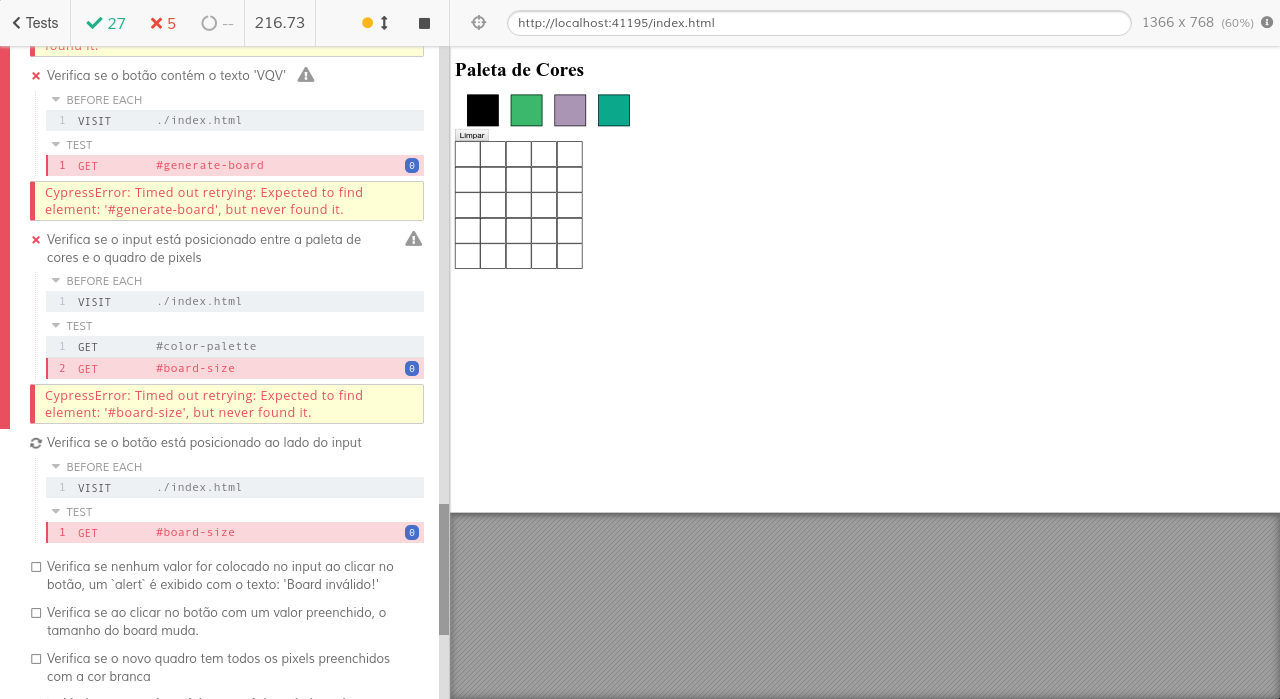 Tests
27
5
--
216.73
found it.
Verifica se o botão contém o texto 'VQV'
BEFORE EACH
1 VISIT ./index.html
TEST
1 GET #generate-board 0
CypressError: Timed out retrying: Expected to find
element: '#generate-board', but never found it.
Verifica se o input está posicionado entre a paleta de
cores e o quadro de pixels
BEFORE EACH
1 VISIT ./index.html
TEST
1 GET #color-palette
2 GET #board-size 0
CypressError: Timed out retrying: Expected to find
element: '#board-size', but never found it.
Verifica se o botão está posicionado ao lado do input
BEFORE EACH
1 VISIT ./index.html
TEST
1 GET #board-size 0
Verifica se nenhum valor for colocado no input ao clicar no
botão, um `alert` é exibido com o texto: 'Board inválido!'
Verifica se ao clicar no botão com um valor preenchido, o
tamanho do board muda.
Verifica se o novo quadro tem todos os pixels preenchidos
com a cor branca
http://localhost:41195/index.html
1366 x 768 (60%)
Paleta de Cores
Limpar